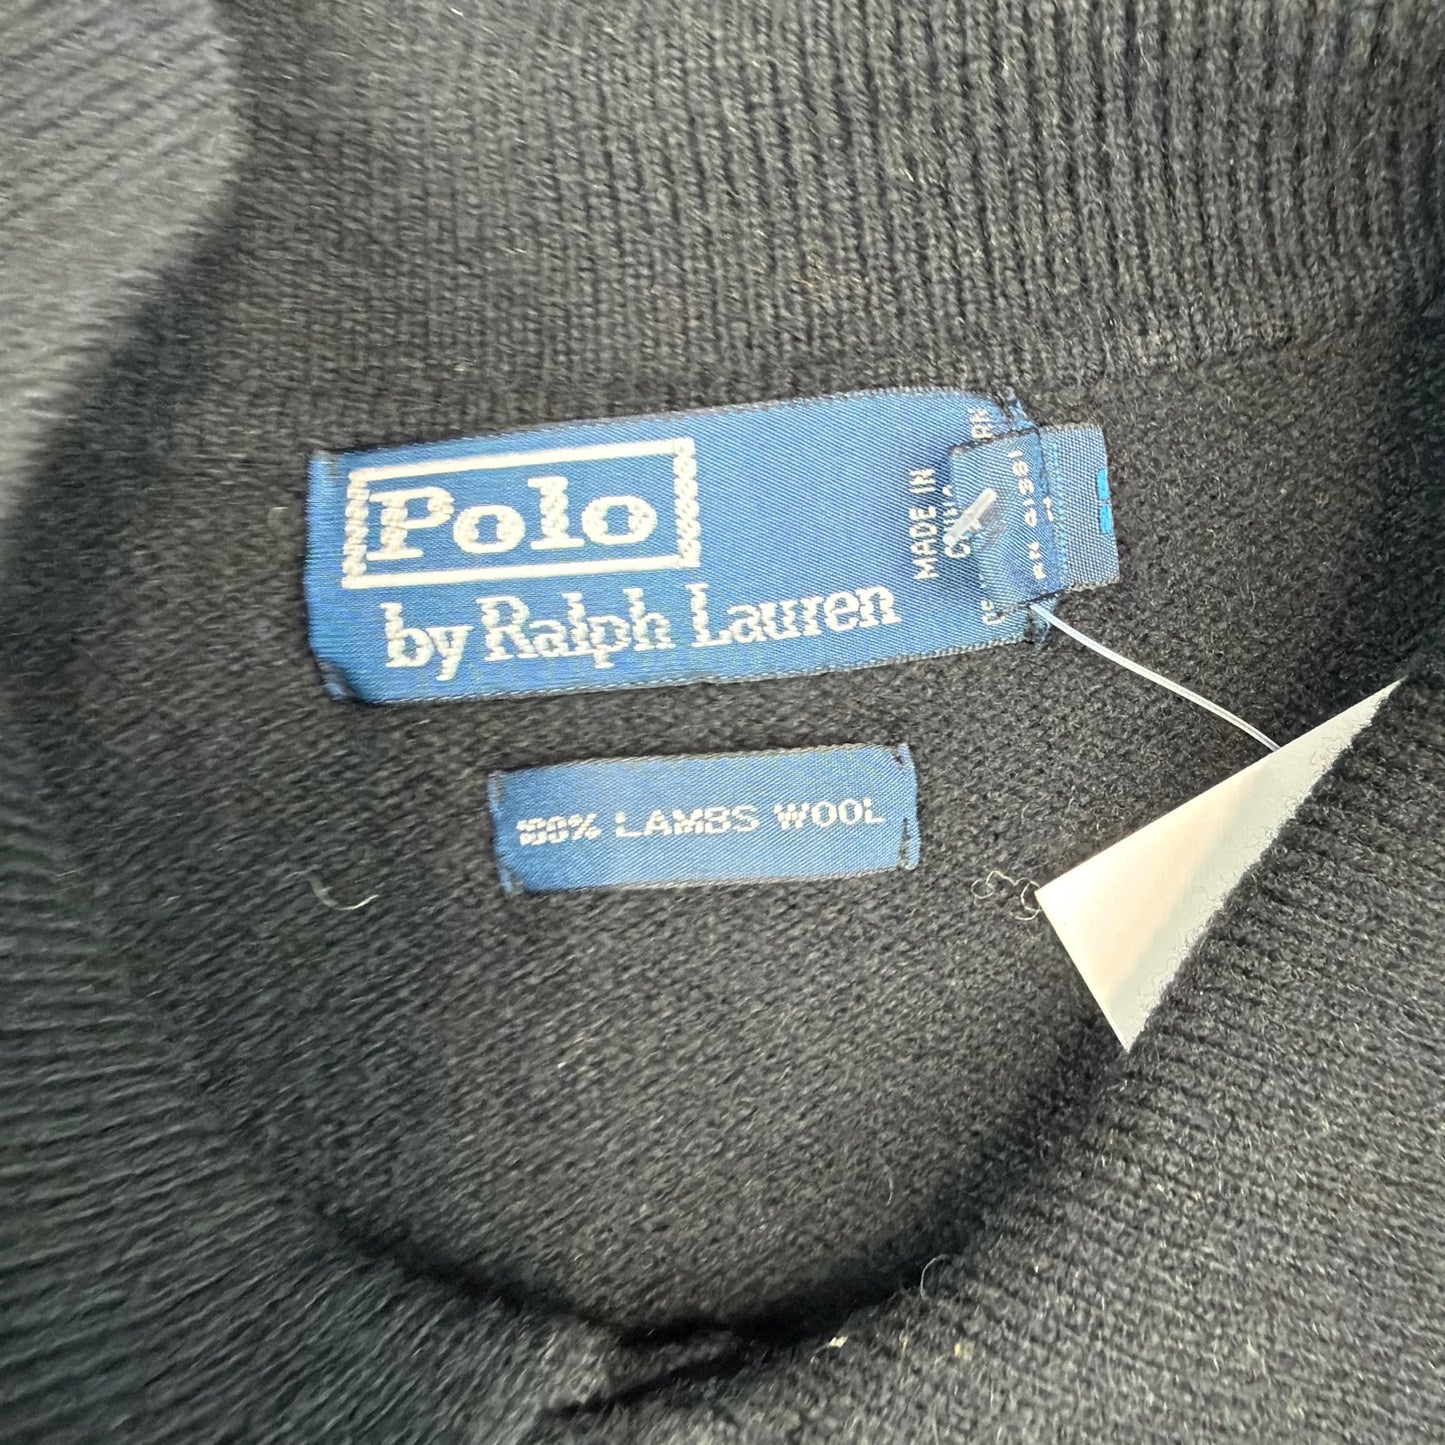 Polo
by Ralph Lauren
MADE IN
100% LAMBS WOOL